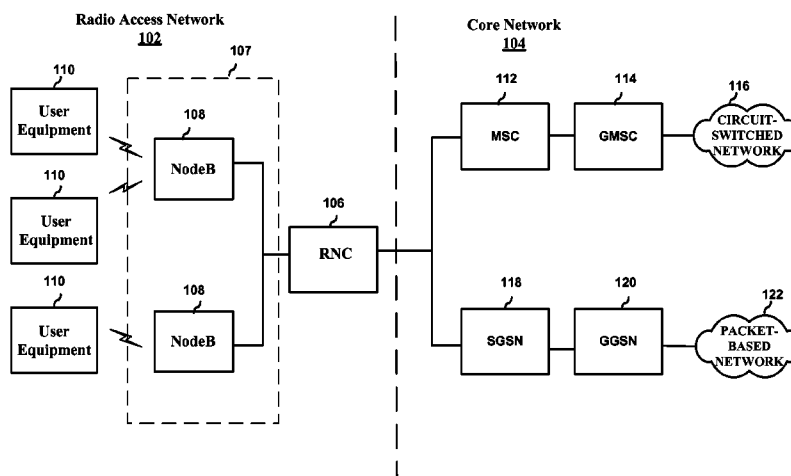 Radio Access Network
102
Core Network
104
107
110
User
Equipment
108
NodeB
110
User
Equipment
106
RNC
110
User
Equipment
108
NodeB
112
MSC
114
GMSC
116
CIRCUIT-
SWITCHED
NETWORK
118
SGSN
120
GGSN
122
PACKET-
BASED
NETWORK